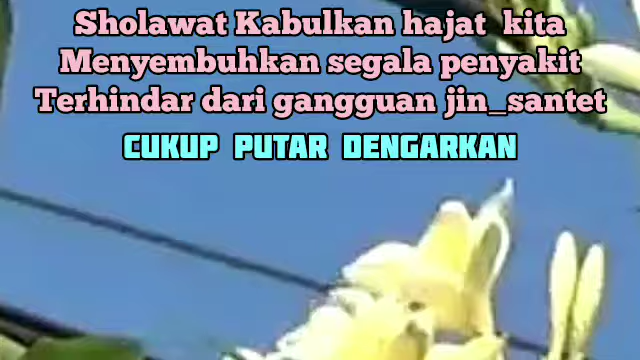 Sholawat Kabulkan hajat kita
Menyembuhkan segala penyakit
Terhindar dari gangguan jin_santet
CUKUP PUTAR DENGARKAN